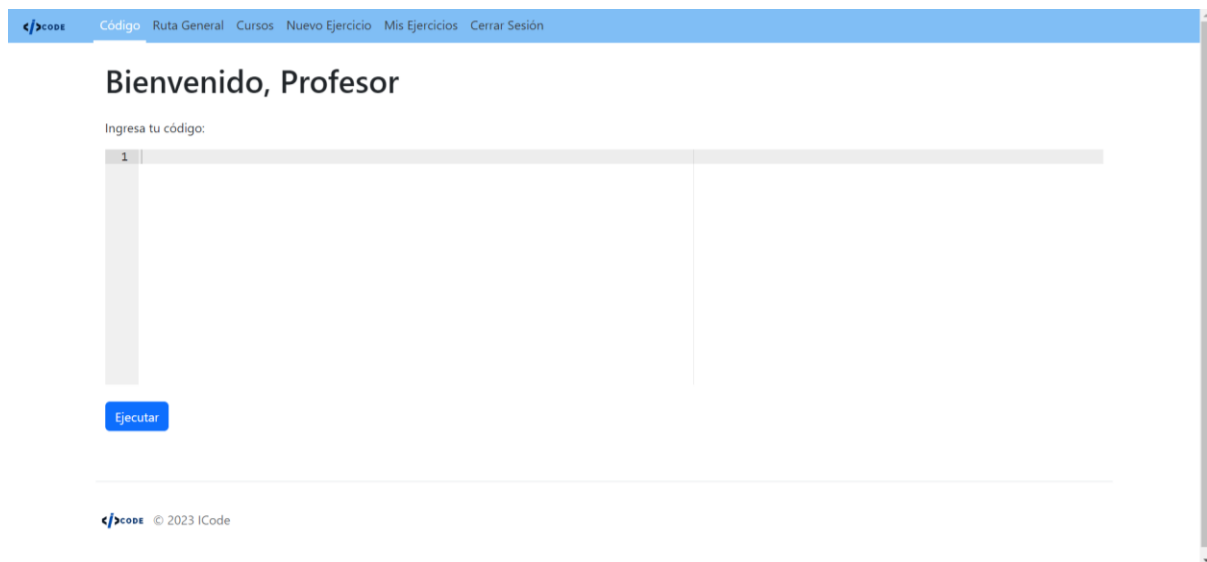 </>CODE Código Ruta General Cursos Nuevo Ejercicio Mis Ejercicios Cerrar Sesión
Bienvenido, Profesor
Ingresa tu código:
1
Ejecutar
</>CODE © 2023 ICode